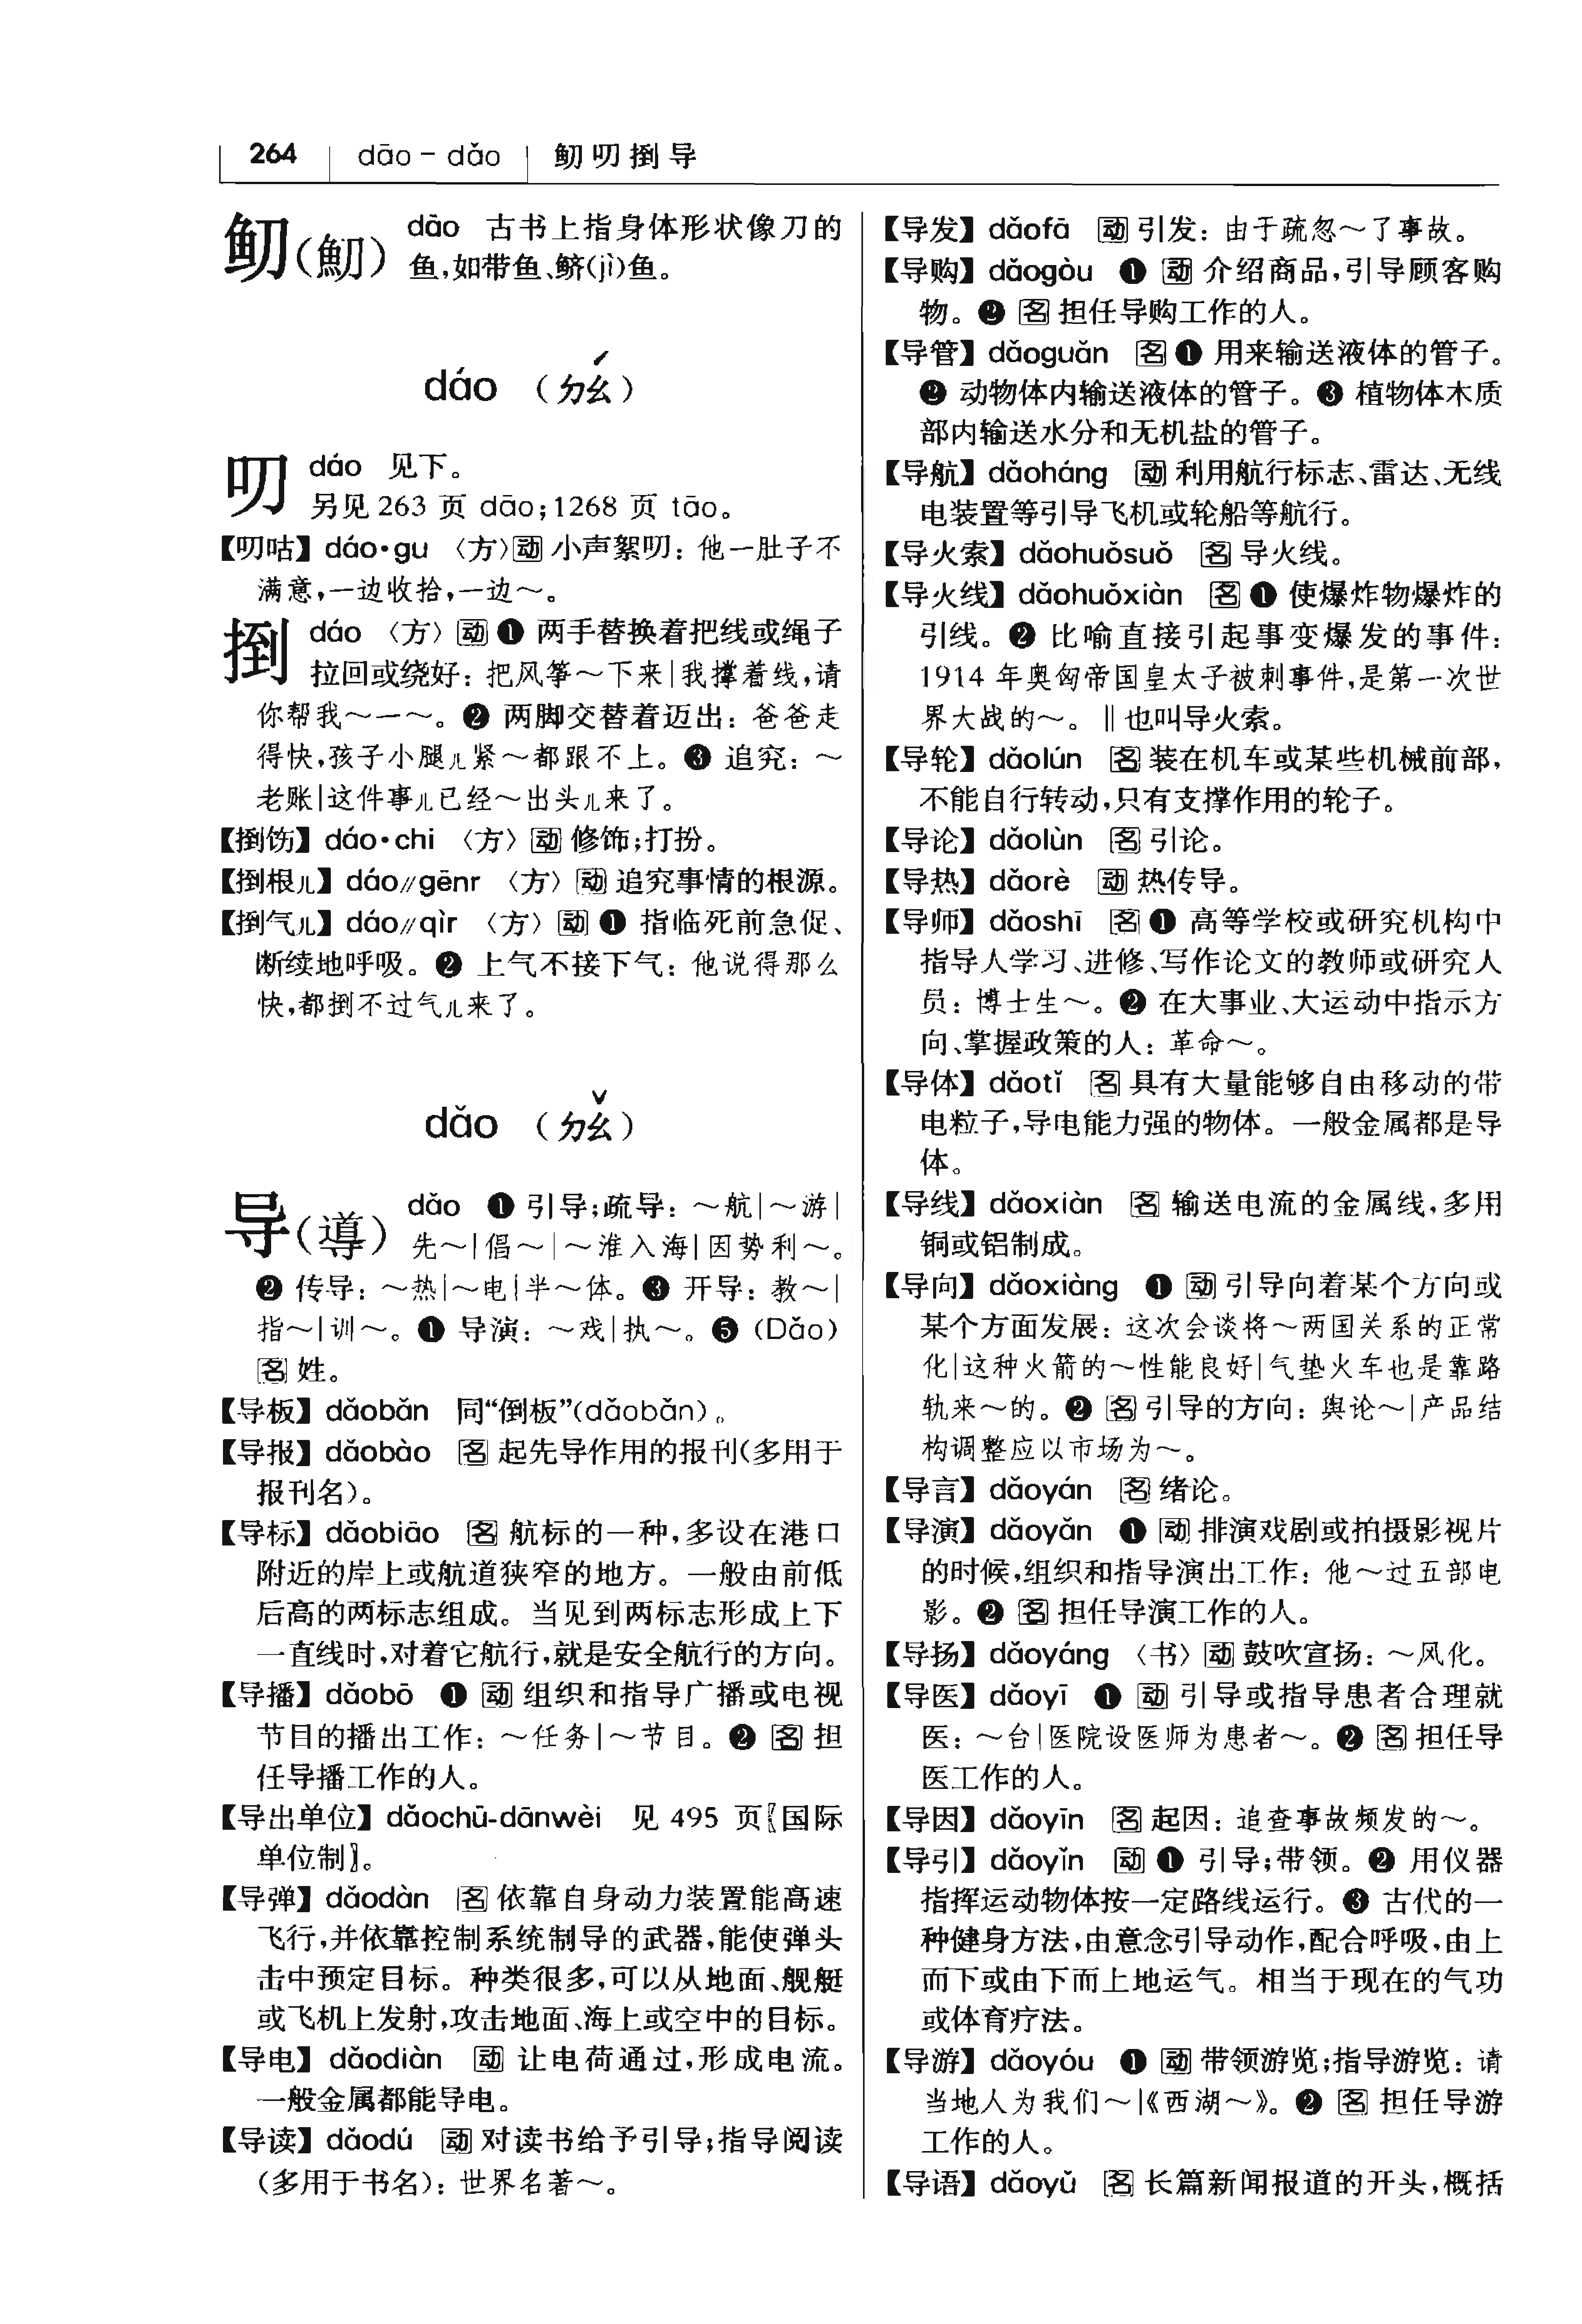 264 dāo－dǎo 鱽叨捯导
鱽(魛) dāo 古书上指身体形状像刀的
鱼,如带鱼、鲚(jì)鱼。
dáo （ㄉㄠˊ）
叨 dáo 见下。
另见263 页 dāo;1268 页 tāo。
【叨咕】dáo·gu 〈方〉动 小声絮叨：他一肚子不
满意,一边收拾,一边～。
捯 dáo 〈方〉动 ❶ 两手替换着把线或绳子
拉回或绕好：把风筝～下来|我撑着线,请
你帮我～一～。❷ 两脚交替着迈出：爸爸走
得快,孩子小腿儿紧～都跟不上。❸ 追究：～
老账|这件事儿已经～出头儿来了。
【捯饬】dáo·chi 〈方〉动 修饰;打扮。
【捯根儿】dáo∥gēnr 〈方〉动 追究事情的根源。
【捯气儿】dáo∥qìr 〈方〉动 ❶ 指临死前急促、
断续地呼吸。❷ 上气不接下气：他说得那么
快,都捯不过气儿来了。
dǎo （ㄉㄠˇ）
导(導) dǎo ❶ 引导;疏导：～航|～游|
先～|倡～|～淮入海|因势利～。
❷ 传导：～热|～电|半～体。❸ 开导：教～|
指～|训～。❹ 导演：～戏|执～。❺（Dǎo）
名 姓。
【导板】dǎobǎn 同“倒板”(dǎobǎn)。
【导报】dǎobào 名 起先导作用的报刊(多用于
报刊名)。
【导标】dǎobiāo 名 航标的一种,多设在港口
附近的岸上或航道狭窄的地方。一般由前低
后高的两标志组成。当见到两标志形成上下
一直线时,对着它航行,就是安全航行的方向。
【导播】dǎobō ❶ 动 组织和指导广播或电视
节目的播出工作：～任务|～节目。❷ 名 担
任导播工作的人。
【导出单位】dǎochū-dānwèi 见 495 页〖国际
单位制〗。
【导弹】dǎodàn 名 依靠自身动力装置能高速
飞行,并依靠控制系统制导的武器,能使弹头
击中预定目标。种类很多,可以从地面、舰艇
或飞机上发射,攻击地面、海上或空中的目标。
【导电】dǎodiàn 动 让电荷通过,形成电流。
一般金属都能导电。
【导读】dǎodú 动 对读书给予引导;指导阅读
(多用于书名)：世界名著～。
【导发】dǎofā 动 引发：由于疏忽～了事故。
【导购】dǎogòu ❶ 动 介绍商品,引导顾客购
物。❷ 名 担任导购工作的人。
【导管】dǎoguǎn 名 ❶ 用来输送液体的管子。
❷ 动物体内输送液体的管子。❸ 植物体木质
部内输送水分和无机盐的管子。
【导航】dǎoháng 动 利用航行标志、雷达、无线
电装置等引导飞机或轮船等航行。
【导火索】dǎohuǒsuǒ 名 导火线。
【导火线】dǎohuǒxiàn 名 ❶ 使爆炸物爆炸的
引线。❷ 比喻直接引起事变爆发的事件：
1914 年奥匈帝国皇太子被刺事件,是第一次世
界大战的～。‖也叫导火索。
【导轮】dǎolún 名 装在机车或某些机械前部,
不能自行转动,只有支撑作用的轮子。
【导论】dǎolùn 名 引论。
【导热】dǎorè 动 热传导。
【导师】dǎoshī 名 ❶ 高等学校或研究机构中
指导人学习、进修、写作论文的教师或研究人
员：博士生～。❷ 在大事业、大运动中指示方
向、掌握政策的人：革命～。
【导体】dǎotǐ 名 具有大量能够自由移动的带
电粒子,导电能力强的物体。一般金属都是导
体。
【导线】dǎoxiàn 名 输送电流的金属线,多用
铜或铝制成。
【导向】dǎoxiàng ❶ 动 引导向着某个方向或
某个方面发展：这次会谈将～两国关系的正常
化|这种火箭的～性能良好|气垫火车也是靠路
轨来～的。❷ 名 引导的方向：舆论～|产品结
构调整应以市场为～。
【导言】dǎoyán 名 绪论。
【导演】dǎoyǎn ❶ 动 排演戏剧或拍摄影视片
的时候,组织和指导演出工作：他～过五部电
影。❷ 名 担任导演工作的人。
【导扬】dǎoyáng 〈书〉动 鼓吹宣扬：～风化。
【导医】dǎoyī ❶ 动 引导或指导患者合理就
医：～台|医院设医师为患者～。❷ 名 担任导
医工作的人。
【导因】dǎoyīn 名 起因：追查事故频发的～。
【导引】dǎoyǐn 动 ❶ 引导;带领。❷ 用仪器
指挥运动物体按一定路线运行。❸ 古代的一
种健身方法,由意念引导动作,配合呼吸,由上
而下或由下而上地运气。相当于现在的气功
或体育疗法。
【导游】dǎoyóu ❶ 动 带领游览;指导游览：请
当地人为我们～|《西湖～》。❷ 名 担任导游
工作的人。
【导语】dǎoyǔ 名 长篇新闻报道的开头,概括